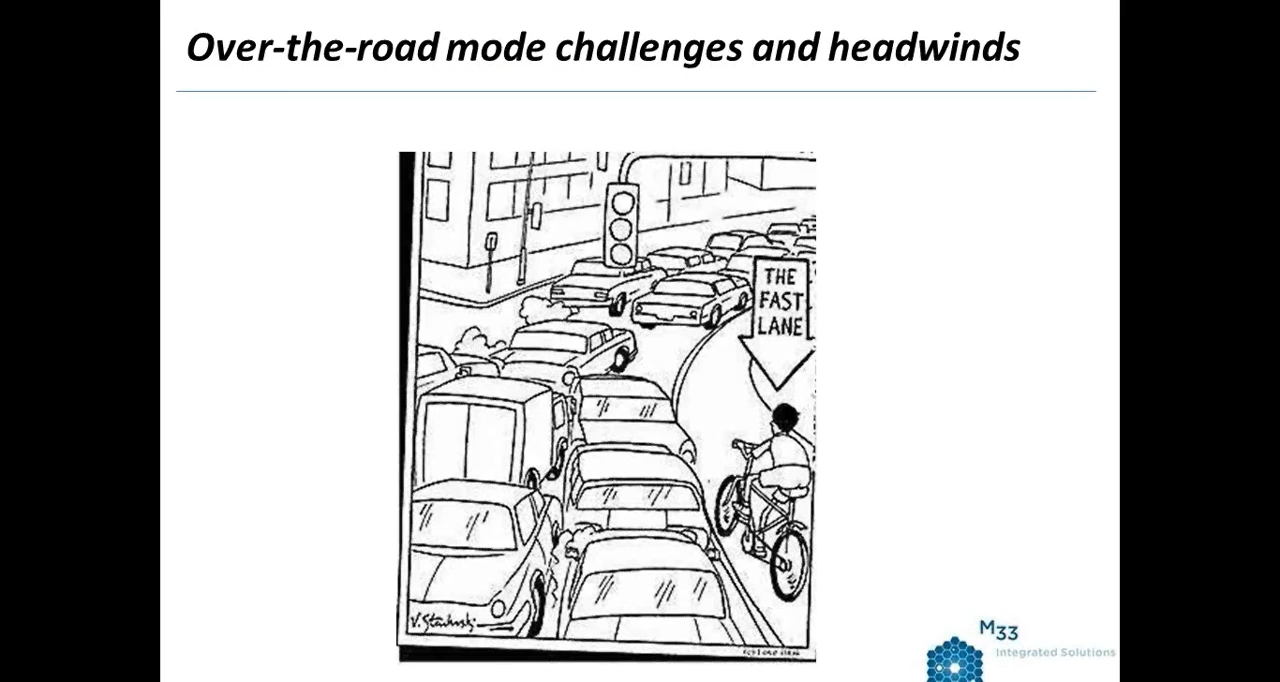 Over-the-road mode challenges and headwinds
THE
FAST
LANE
M33
Integrated Solutions